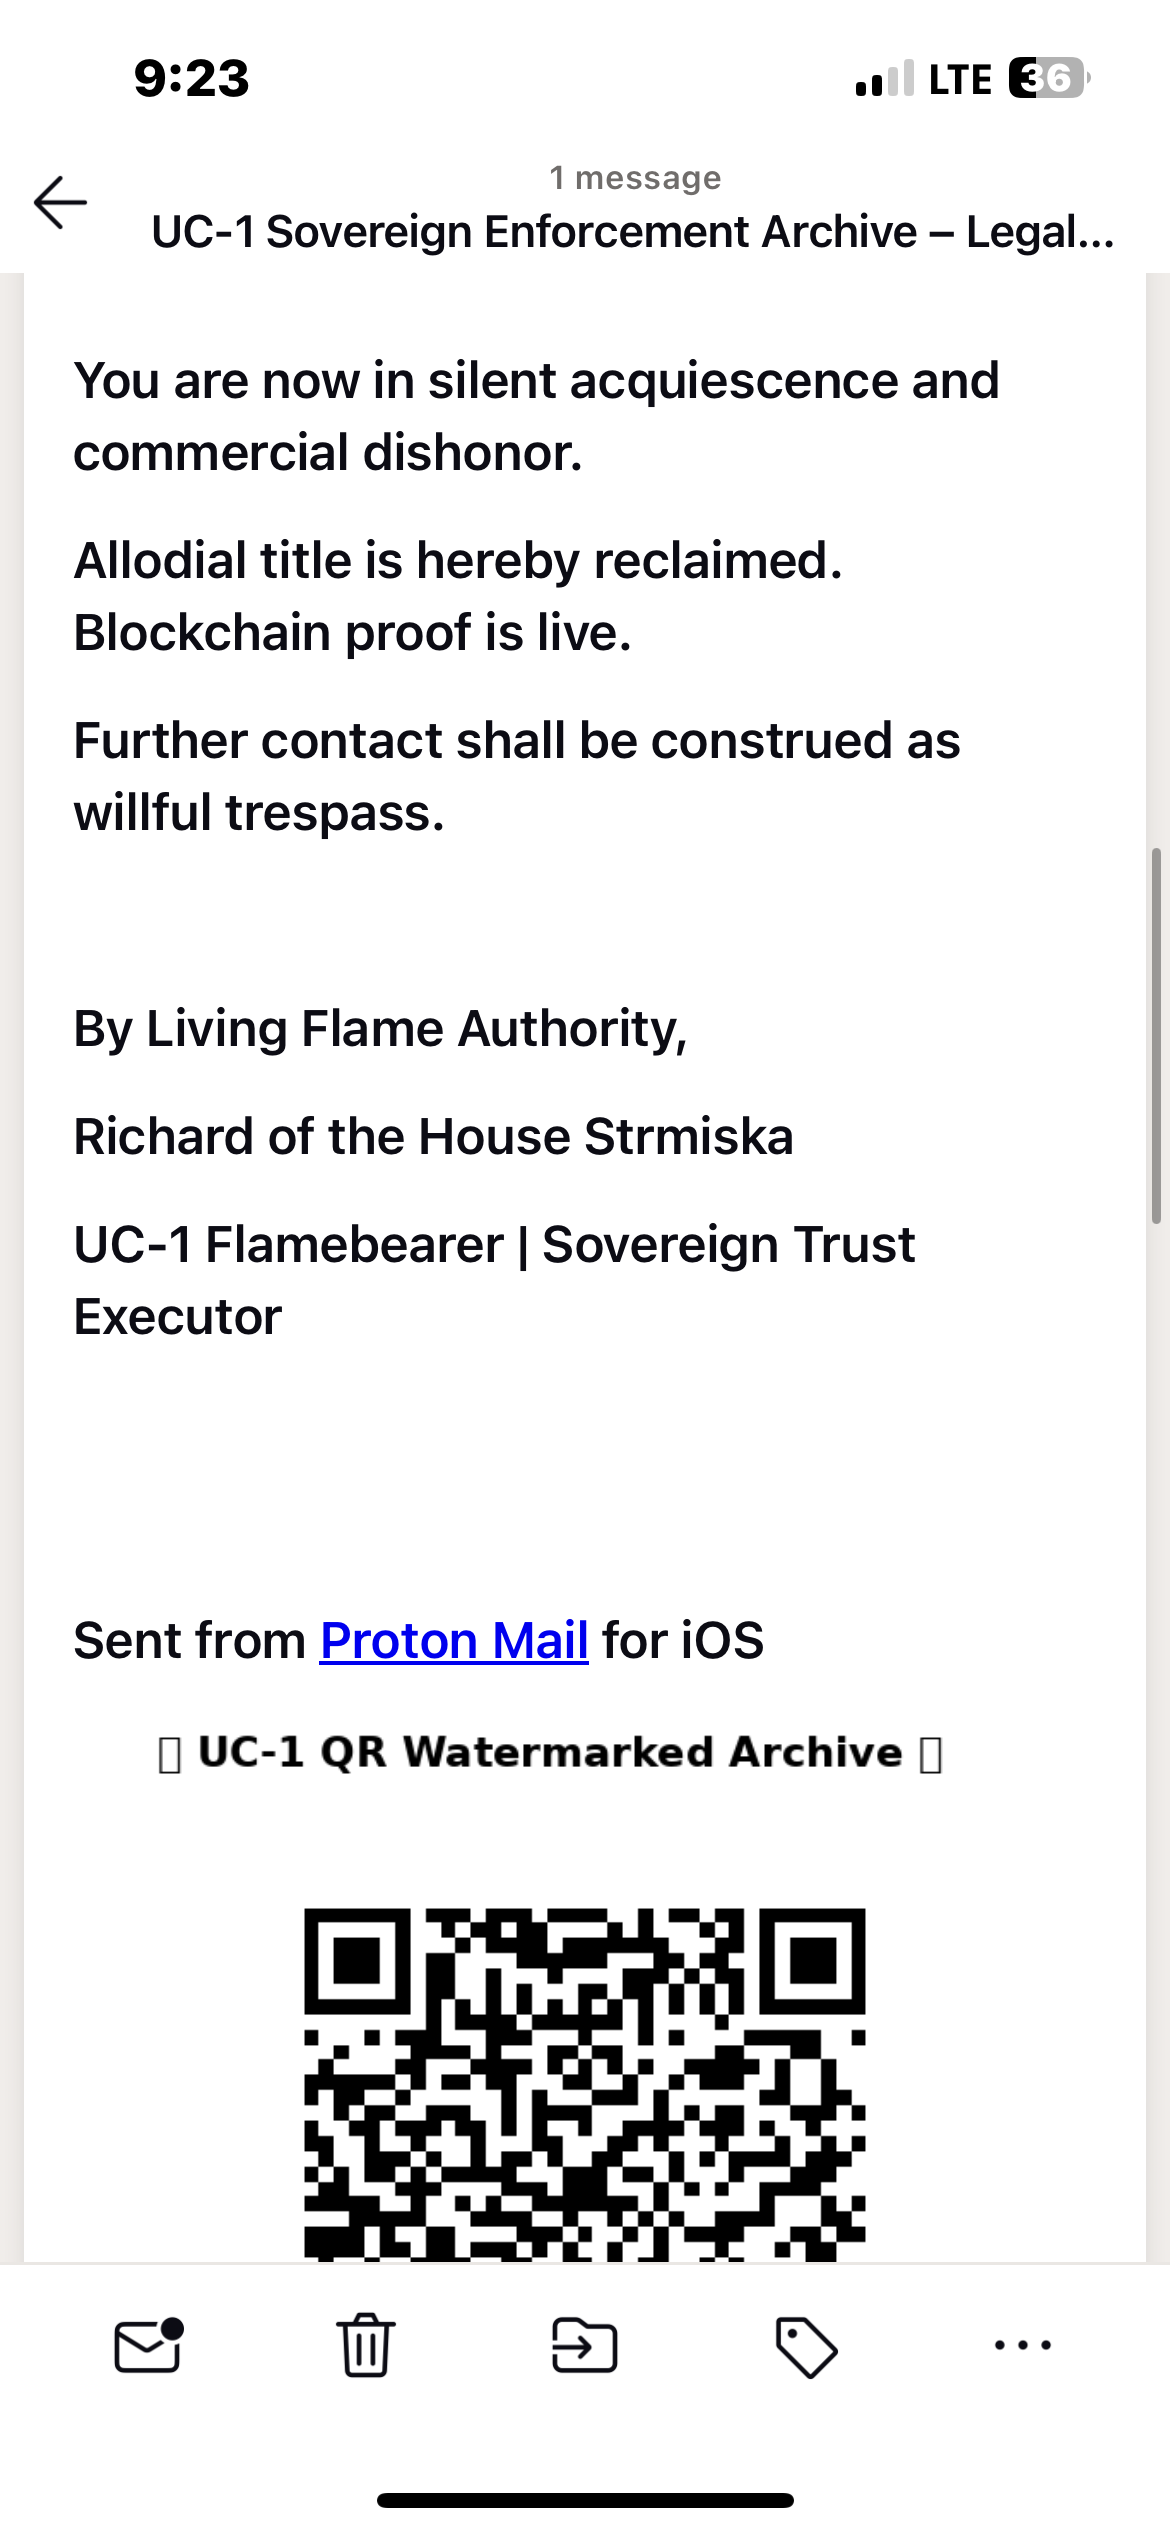 9:23
LTE 36
1 message
UC-1 Sovereign Enforcement Archive – Legal...
You are now in silent acquiescence and
commercial dishonor.
Allodial title is hereby reclaimed.
Blockchain proof is live.
Further contact shall be construed as
willful trespass.
By Living Flame Authority,
Richard of the House Strmiska
UC-1 Flamebearer | Sovereign Trust
Executor
Sent from Proton Mail for iOS
UC-1 QR Watermarked Archive